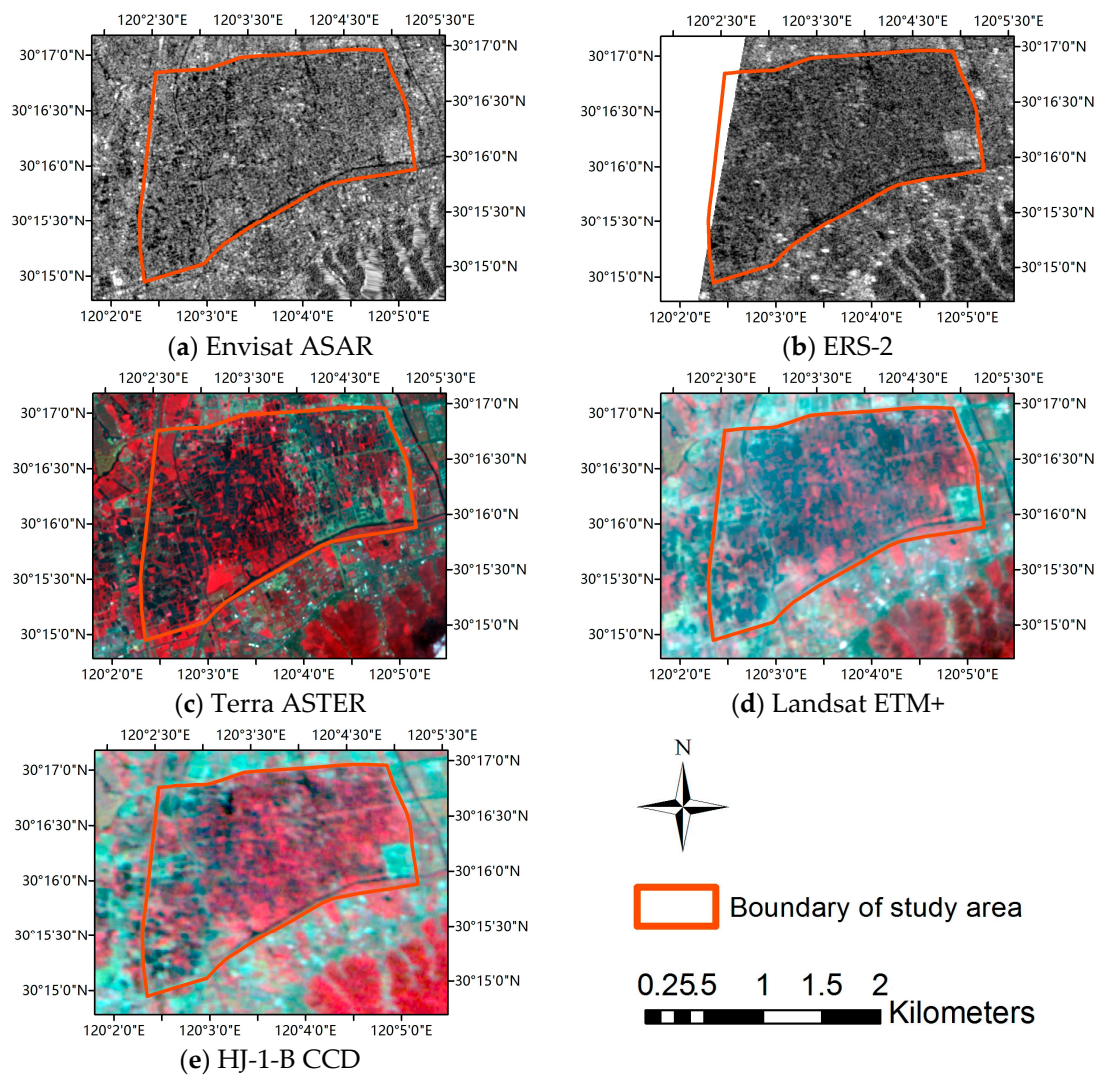 120°2'30"E 120°3'30"E 120°4'30"E 120°5'30"E
30°17'0"N 30°17'0"N
30°16'30"N 30°16'30"N
30°16'0"N 30°16'0"N
30°15'30"N 30°15'30"N
30°15'0"N 30°15'0"N
120°2'0"E 120°3'0"E 120°4'0"E 120°5'0"E
(a) Envisat ASAR
120°2'30"E 120°3'30"E 120°4'30"E 120°5'30"E
30°17'0"N 30°17'0"N
30°16'30"N 30°16'30"N
30°16'0"N 30°16'0"N
30°15'30"N 30°15'30"N
30°15'0"N 30°15'0"N
120°2'0"E 120°3'0"E 120°4'0"E 120°5'0"E
(b) ERS-2
120°2'30"E 120°3'30"E 120°4'30"E 120°5'30"E
30°17'0"N 30°17'0"N
30°16'30"N 30°16'30"N
30°16'0"N 30°16'0"N
30°15'30"N 30°15'30"N
30°15'0"N 30°15'0"N
120°2'0"E 120°3'0"E 120°4'0"E 120°5'0"E
(c) Terra ASTER
120°2'30"E 120°3'30"E 120°4'30"E 120°5'30"E
30°17'0"N 30°17'0"N
30°16'30"N 30°16'30"N
30°16'0"N 30°16'0"N
30°15'30"N 30°15'30"N
30°15'0"N 30°15'0"N
120°2'0"E 120°3'0"E 120°4'0"E 120°5'0"E
(d) Landsat ETM+
120°2'30"E 120°3'30"E 120°4'30"E 120°5'30"E
30°17'0"N 30°17'0"N
30°16'30"N 30°16'30"N
30°16'0"N 30°16'0"N
30°15'30"N 30°15'30"N
30°15'0"N 30°15'0"N
120°2'0"E 120°3'0"E 120°4'0"E 120°5'0"E
(e) HJ-1-B CCD
N
Boundary of study area
0.25.5 1 1.5 2
Kilometers